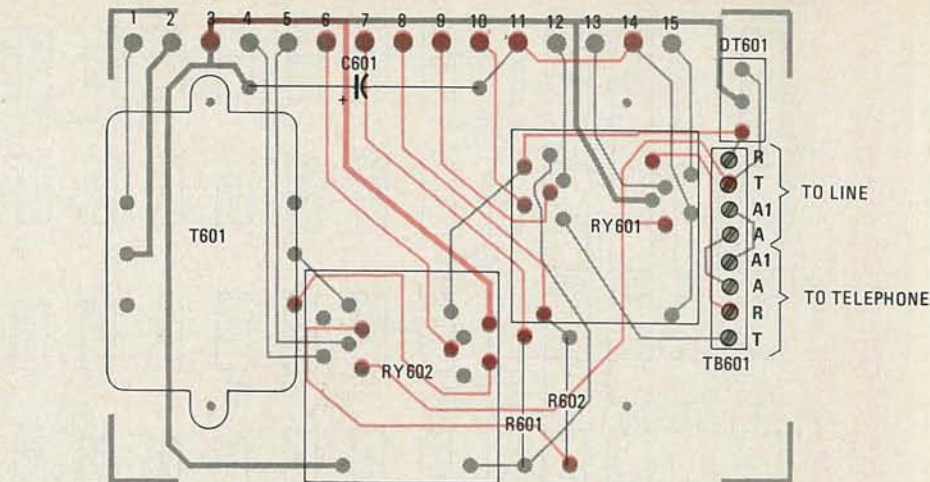 1 2 3 4 5 6 7 8 9 10 11 12 13 14 15
DT601
C601
+
R
T
A1
A
TO LINE
T601
RY601
A1
A
R
T
TO TELEPHONE
TB601
RY602
R602
R601